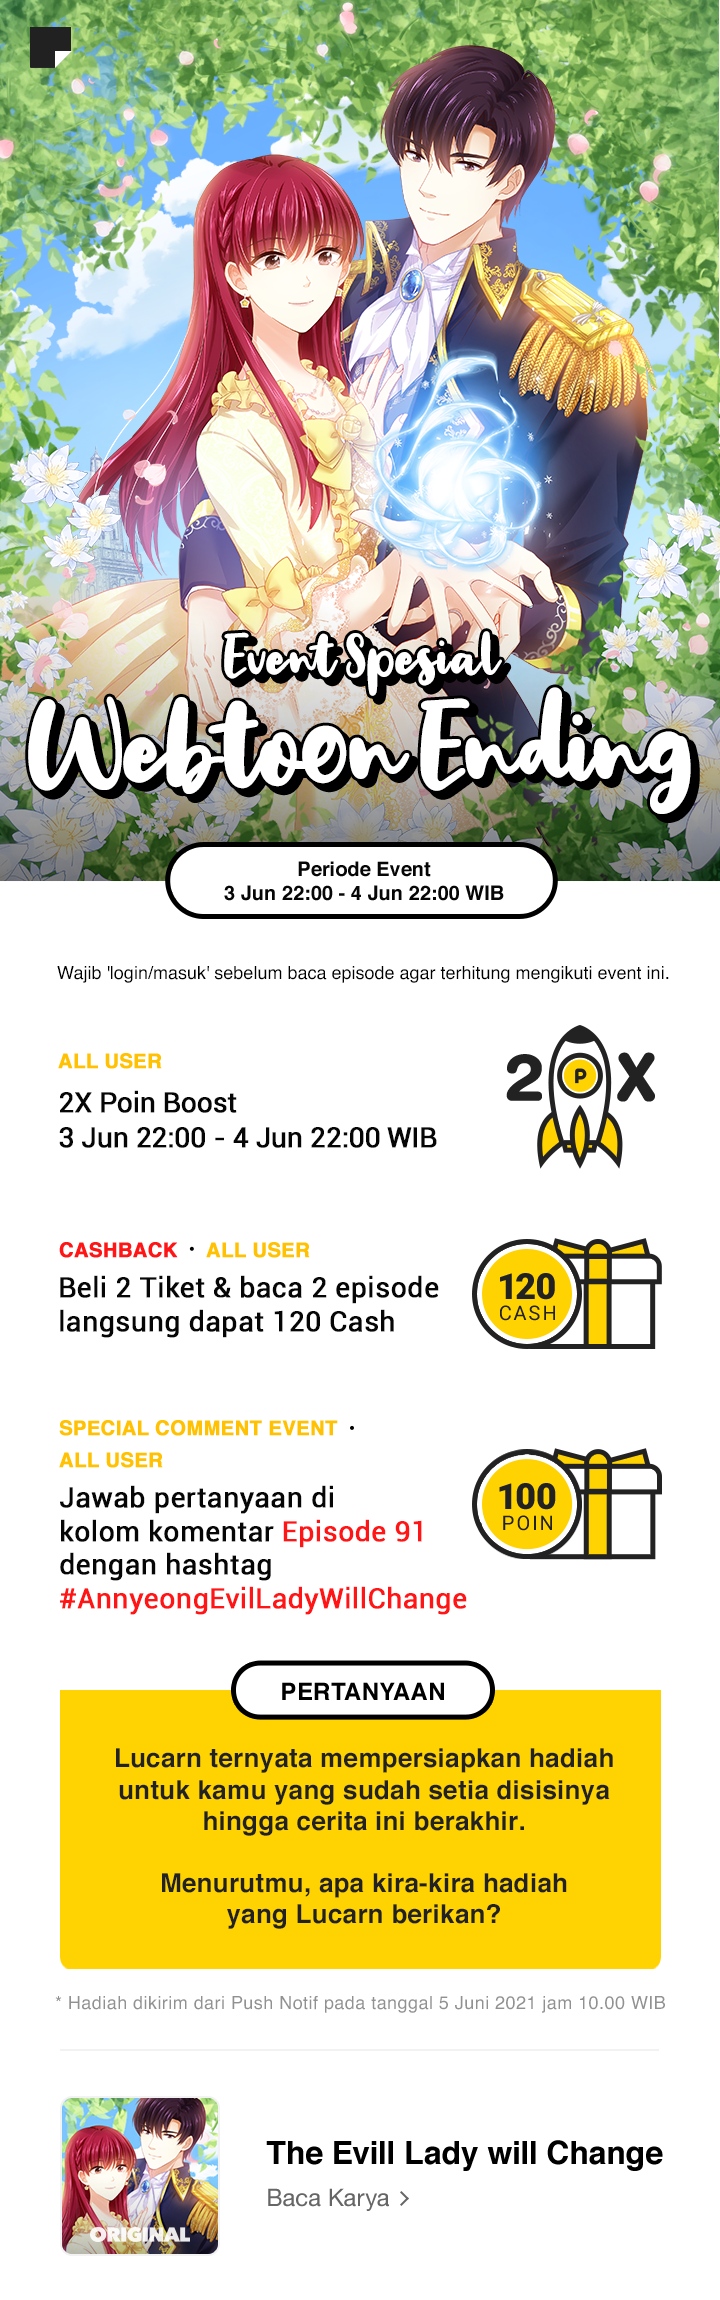 Event Spesial
Webtoon Ending
Periode Event
3 Jun 22:00 - 4 Jun 22:00 WIB
Wajib 'login/masuk' sebelum baca episode agar terhitung mengikuti event ini.
ALL USER
2X Poin Boost
3 Jun 22:00 - 4 Jun 22:00 WIB
2 P X
CASHBACK · ALL USER
Beli 2 Tiket & baca 2 episode
langsung dapat 120 Cash
120
CASH
SPECIAL COMMENT EVENT ·
ALL USER
Jawab pertanyaan di
kolom komentar Episode 91
dengan hashtag
#AnnyeongEvilLadyWillChange
100
POIN
PERTANYAAN
Lucarn ternyata mempersiapkan hadiah
untuk kamu yang sudah setia disisinya
hingga cerita ini berakhir.
Menurutmu, apa kira-kira hadiah
yang Lucarn berikan?
* Hadiah dikirim dari Push Notif pada tanggal 5 Juni 2021 jam 10.00 WIB
ORIGINAL
The Evill Lady will Change
Baca Karya >